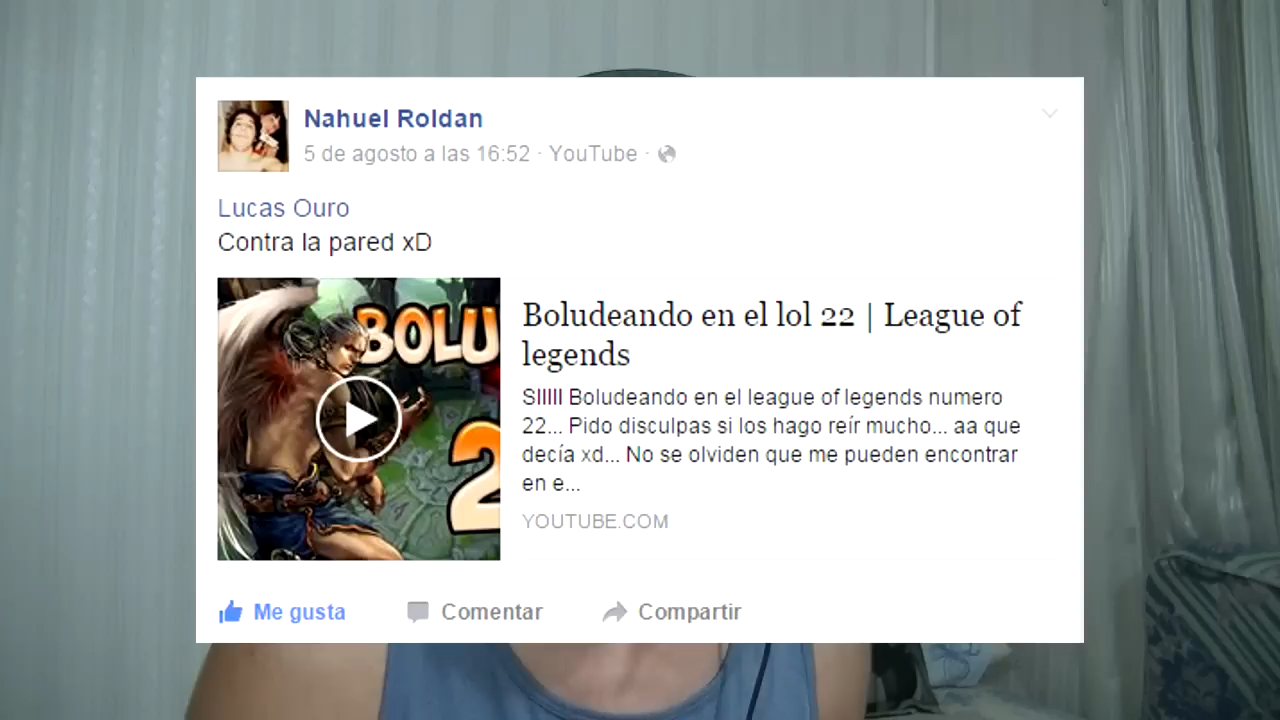 Nahuel Roldan
5 de agosto a las 16:52 · YouTube ·
Lucas Ouro
Contra la pared xD
BOLU
2
Boludeando en el lol 22 | League of
legends
SIIIII Boludeando en el league of legends numero
22... Pido disculpas si los hago reír mucho... aa que
decía xd... No se olviden que me pueden encontrar
en e...
YOUTUBE.COM
Me gusta Comentar Compartir